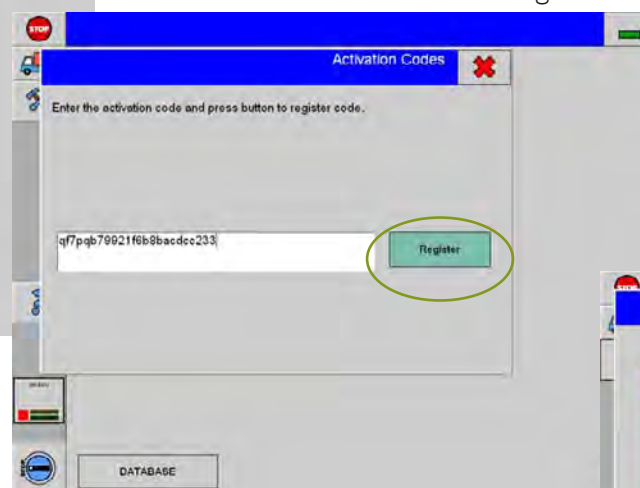 STOP
Activation Codes
Enter the activation code and press button to register code.
qf7pqb79921f6b8bacdcc233
Register
DATABASE